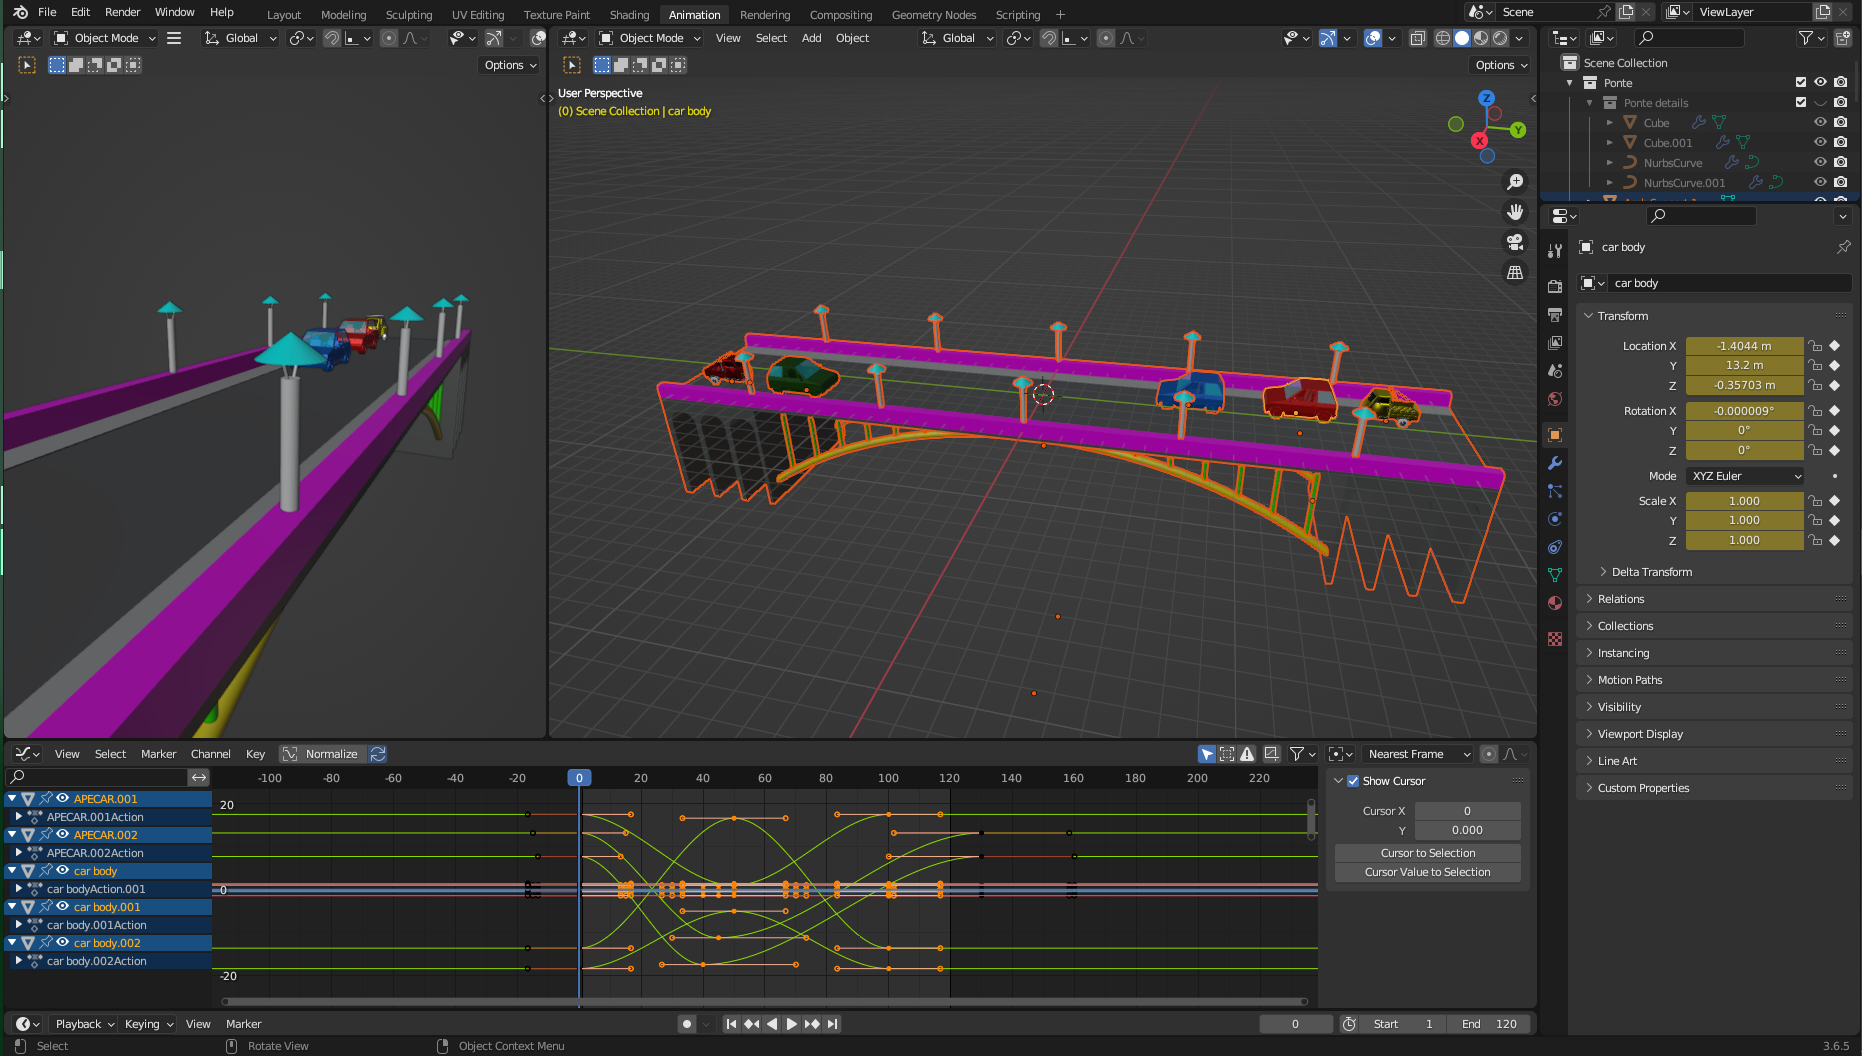 File Edit Render Window Help Layout Modeling Sculpting UV Editing Texture Paint Shading Animation Rendering Compositing Geometry Nodes Scripting + Scene ViewLayer
Object Mode Global Object Mode View Select Add Object Global
Options Options
User Perspective
(0) Scene Collection | car body
Z
Y
X
Scene Collection
Ponte
Ponte details
Cube
Cube.001
NurbsCurve
NurbsCurve.001
car body
car body
Transform
Location X -1.4044 m
Y 13.2 m
Z -0.35703 m
Rotation X -0.000009°
Y 0°
Z 0°
Mode XYZ Euler
Scale X 1.000
Y 1.000
Z 1.000
Delta Transform
Relations
Collections
Instancing
Motion Paths
Visibility
Viewport Display
Line Art
Custom Properties
View Select Marker Channel Key Normalize Nearest Frame
-100 -80 -60 -40 -20 0 20 40 60 80 100 120 140 160 180 200 220
APECAR.001
APECAR.001Action
APECAR.002
APECAR.002Action
car body
car bodyAction.001
car body.001
car body.001Action
car body.002
car body.002Action
20
0
-20
Show Cursor
Cursor X 0
Y 0.000
Cursor to Selection
Cursor Value to Selection
Playback Keying View Marker 0 Start 1 End 120
Select Rotate View Object Context Menu 3.6.5